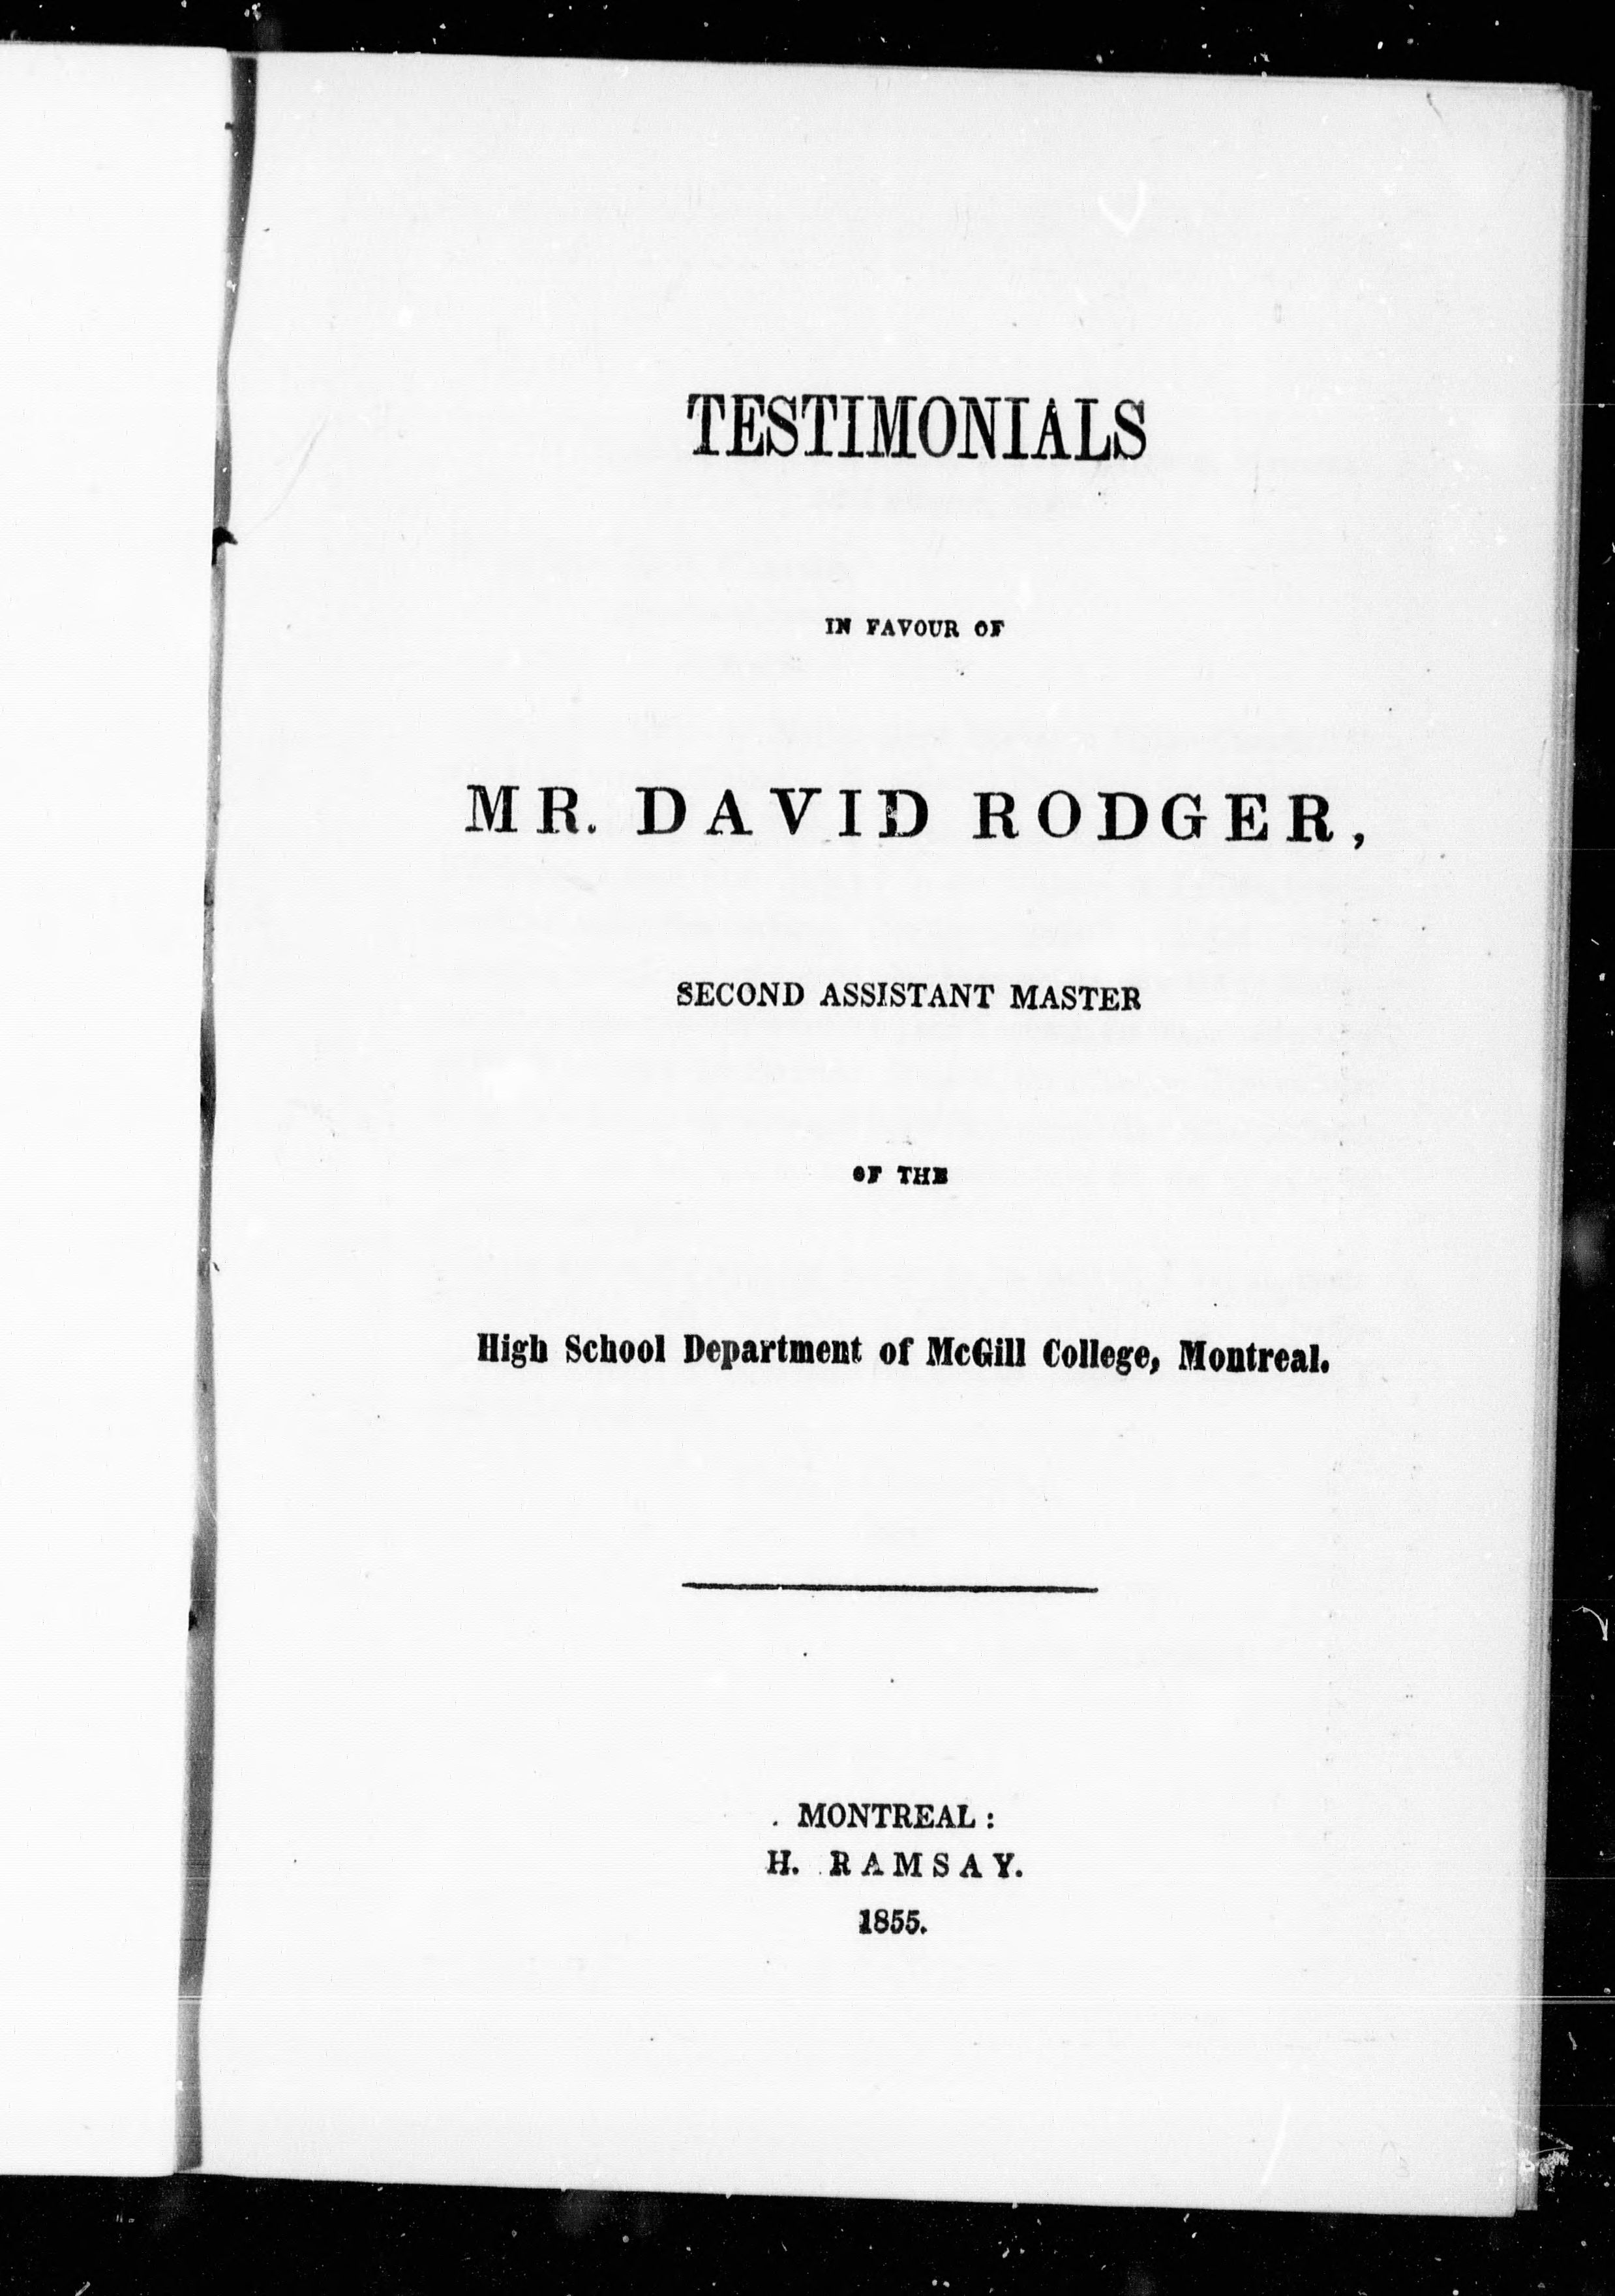 TESTIMONIALS
IN FAVOUR OF
MR. DAVID RODGER,
SECOND ASSISTANT MASTER
OF THE
High School Department of McGill College, Montreal.
MONTREAL:
H. RAMSAY.
1855.